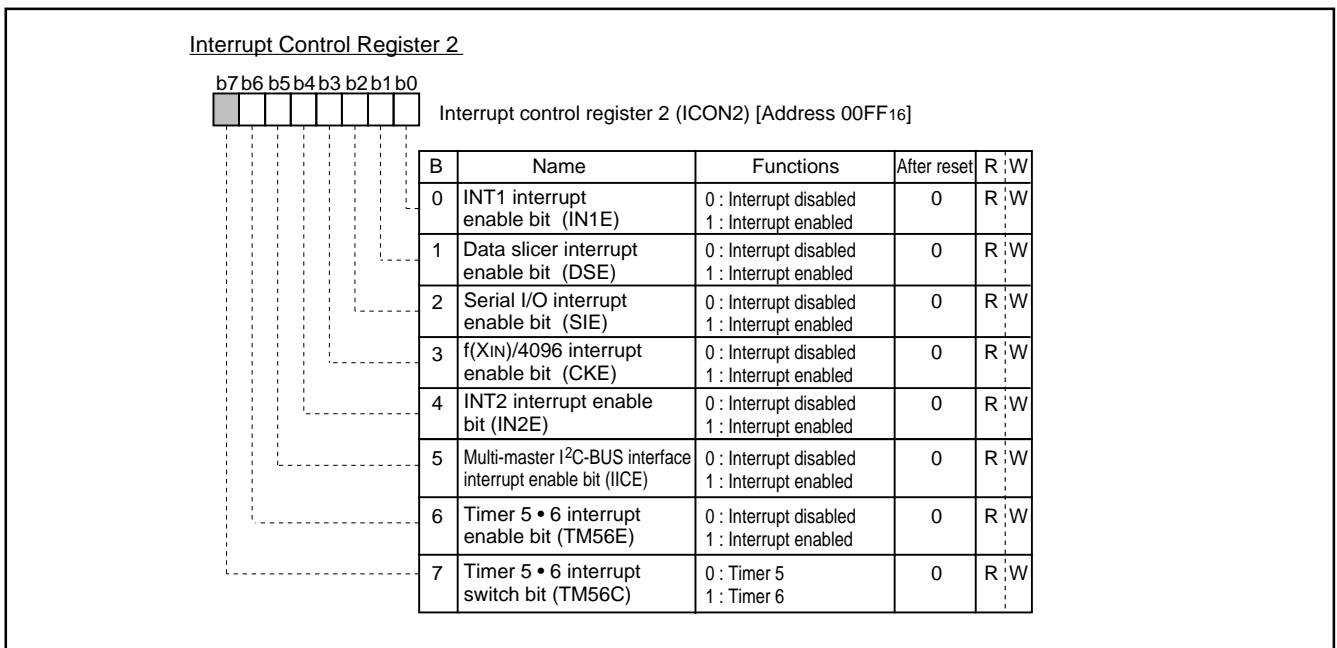 Interrupt Control Register 2
b7 b6 b5 b4 b3 b2 b1 b0
Interrupt control register 2 (ICON2) [Address 00FF16]
B Name Functions After reset R W
0 INT1 interrupt enable bit (IN1E) 0 : Interrupt disabled 1 : Interrupt enabled 0 R W
1 Data slicer interrupt enable bit (DSE) 0 : Interrupt disabled 1 : Interrupt enabled 0 R W
2 Serial I/O interrupt enable bit (SIE) 0 : Interrupt disabled 1 : Interrupt enabled 0 R W
3 f(XIN)/4096 interrupt enable bit (CKE) 0 : Interrupt disabled 1 : Interrupt enabled 0 R W
4 INT2 interrupt enable bit (IN2E) 0 : Interrupt disabled 1 : Interrupt enabled 0 R W
5 Multi-master I2C-BUS interface interrupt enable bit (IICE) 0 : Interrupt disabled 1 : Interrupt enabled 0 R W
6 Timer 5 • 6 interrupt enable bit (TM56E) 0 : Interrupt disabled 1 : Interrupt enabled 0 R W
7 Timer 5 • 6 interrupt switch bit (TM56C) 0 : Timer 5 1 : Timer 6 0 R W